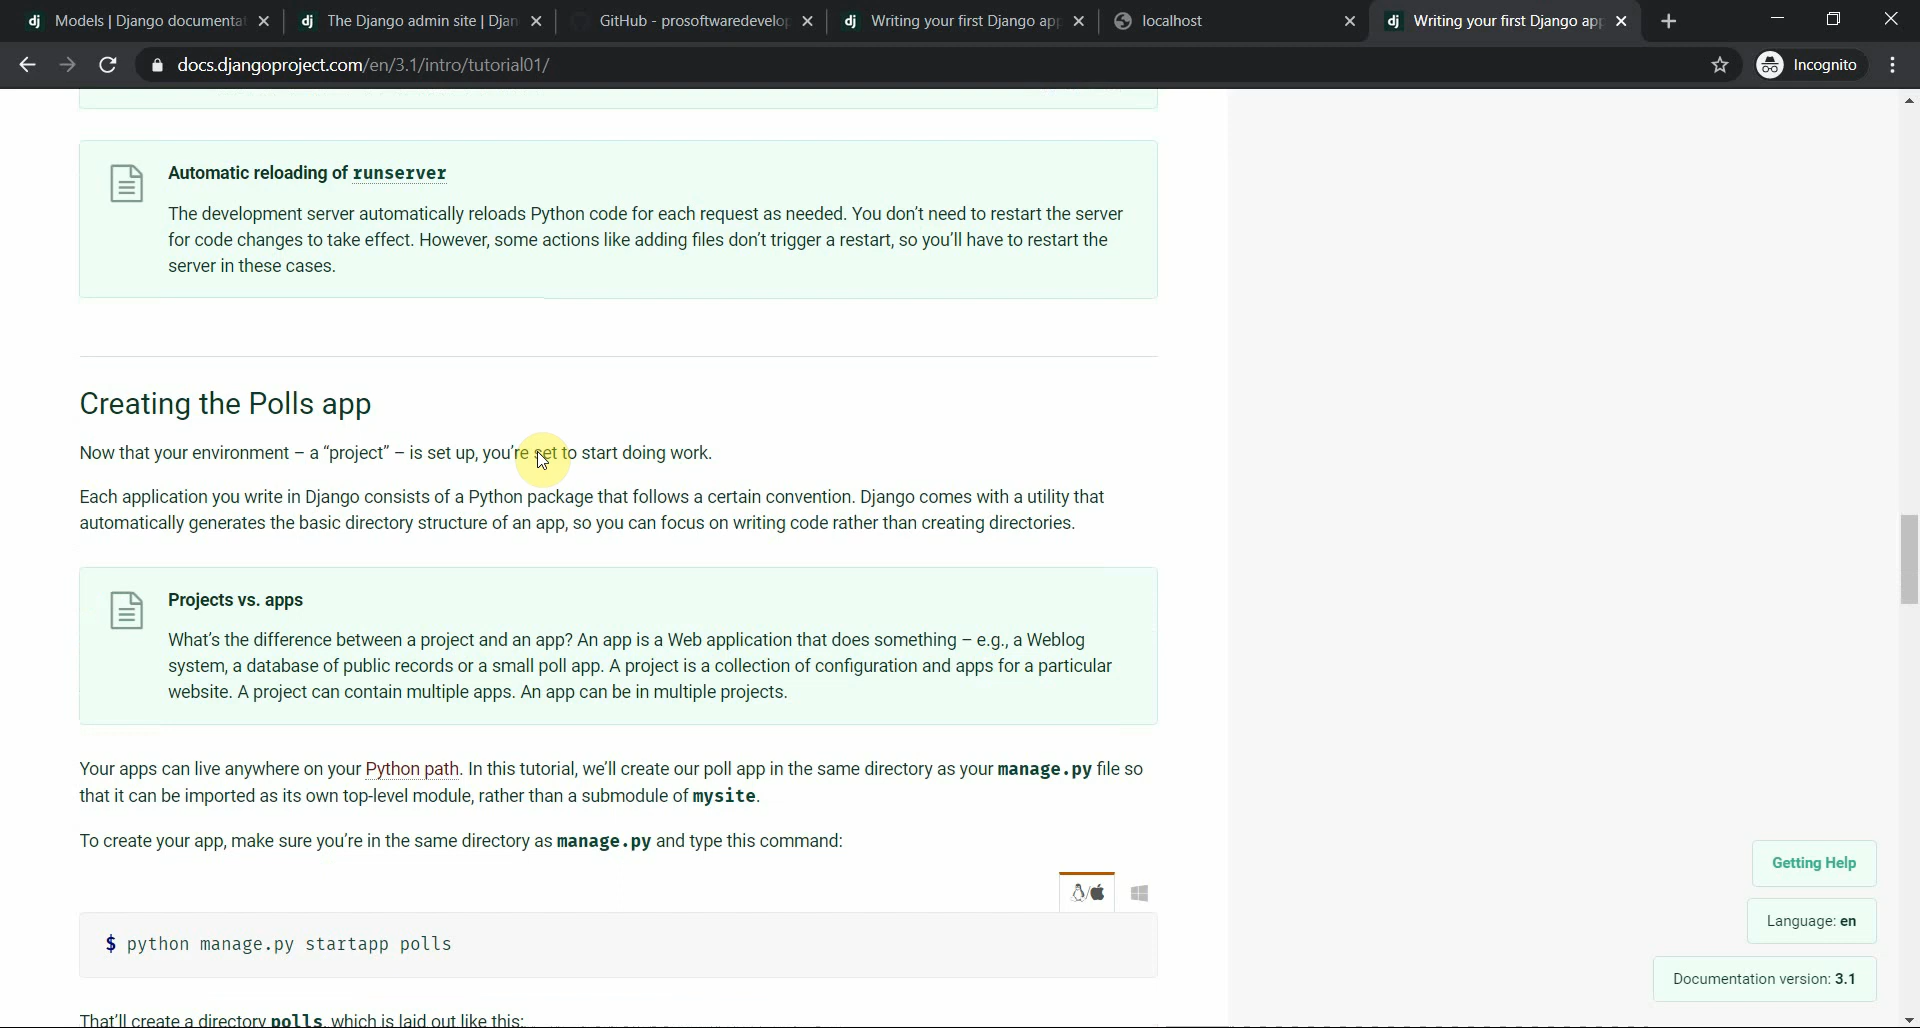 Models | Django documentat
The Django admin site | Djan
GitHub - prosoftwaredevelop
Writing your first Django app
localhost
Writing your first Django app
docs.djangoproject.com/en/3.1/intro/tutorial01/
Incognito
Automatic reloading of runserver
The development server automatically reloads Python code for each request as needed. You don’t need to restart the server
for code changes to take effect. However, some actions like adding files don’t trigger a restart, so you’ll have to restart the
server in these cases.
Creating the Polls app
Now that your environment – a “project” – is set up, you’re set to start doing work.
Each application you write in Django consists of a Python package that follows a certain convention. Django comes with a utility that
automatically generates the basic directory structure of an app, so you can focus on writing code rather than creating directories.
Projects vs. apps
What’s the difference between a project and an app? An app is a Web application that does something – e.g., a Weblog
system, a database of public records or a small poll app. A project is a collection of configuration and apps for a particular
website. A project can contain multiple apps. An app can be in multiple projects.
Your apps can live anywhere on your Python path. In this tutorial, we’ll create our poll app in the same directory as your manage.py file so
that it can be imported as its own top-level module, rather than a submodule of mysite.
To create your app, make sure you’re in the same directory as manage.py and type this command:
$ python manage.py startapp polls
That’ll create a directory polls, which is laid out like this:
Getting Help
Language: en
Documentation version: 3.1